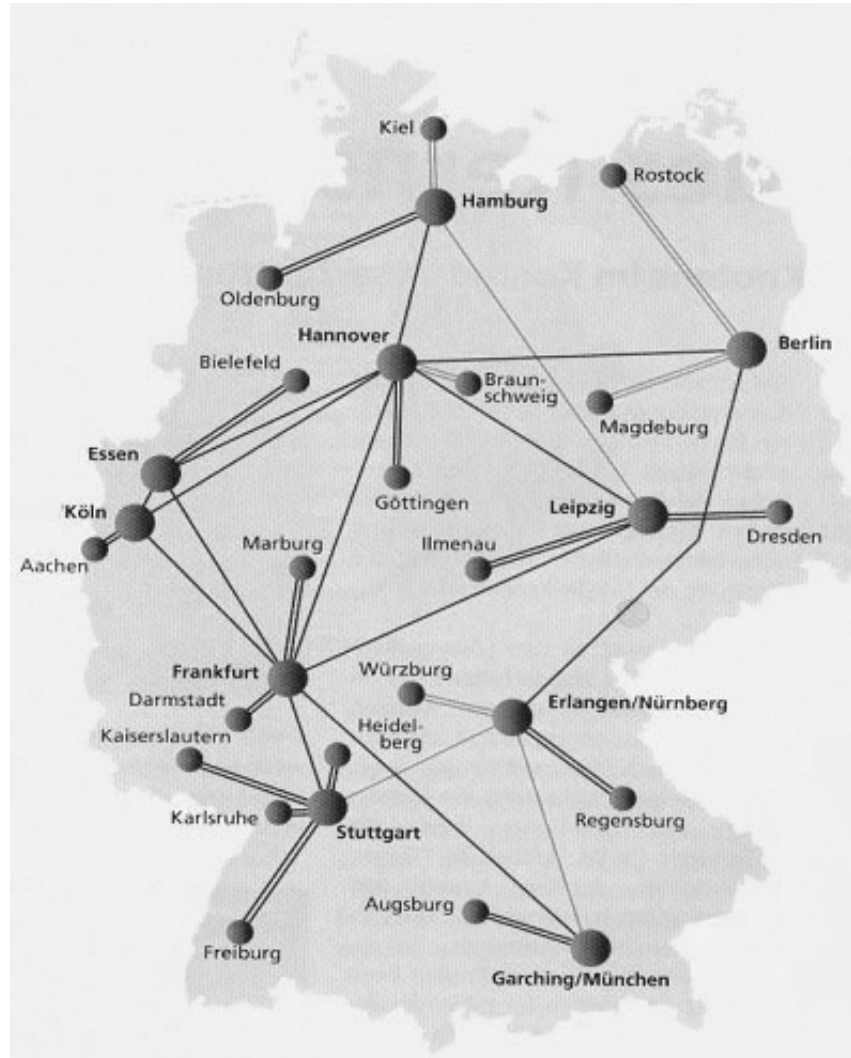 Kiel
Rostock
Hamburg
Oldenburg
Hannover
Berlin
Bielefeld
Braun-
schweig
Magdeburg
Essen
Göttingen
Leipzig
Köln
Dresden
Ilmenau
Marburg
Aachen
Frankfurt
Würzburg
Erlangen/Nürnberg
Darmstadt
Heidel-
berg
Kaiserslautern
Karlsruhe
Stuttgart
Regensburg
Augsburg
Freiburg
Garching/München